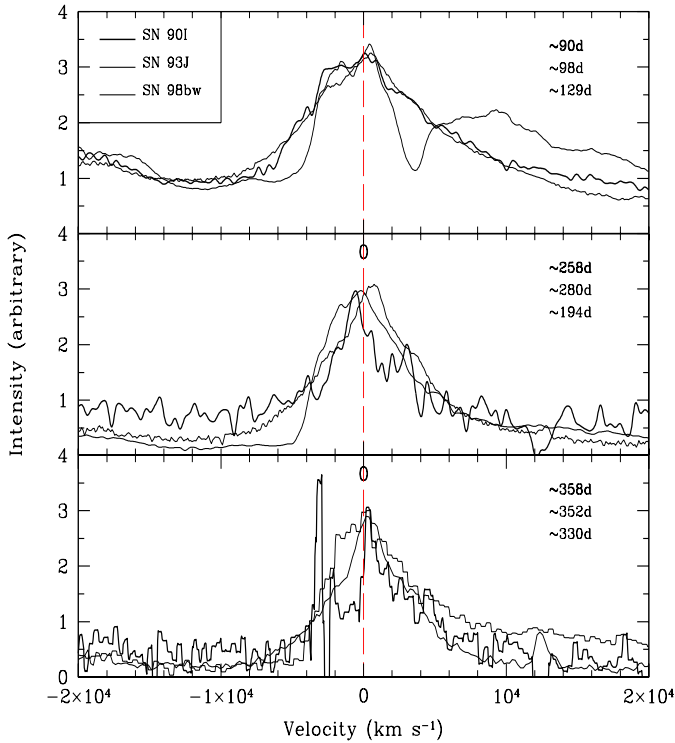 4
SN 90I
SN 93J
SN 98bw
~90d
~98d
~129d
3
2
1
4
0
~258d
~280d
~194d
3
2
1
4
0
~358d
~352d
~330d
3
2
1
0
Intensity (arbitrary)
−2×10⁴ −1×10⁴ 0 10⁴ 2×10⁴
Velocity (km s⁻¹)